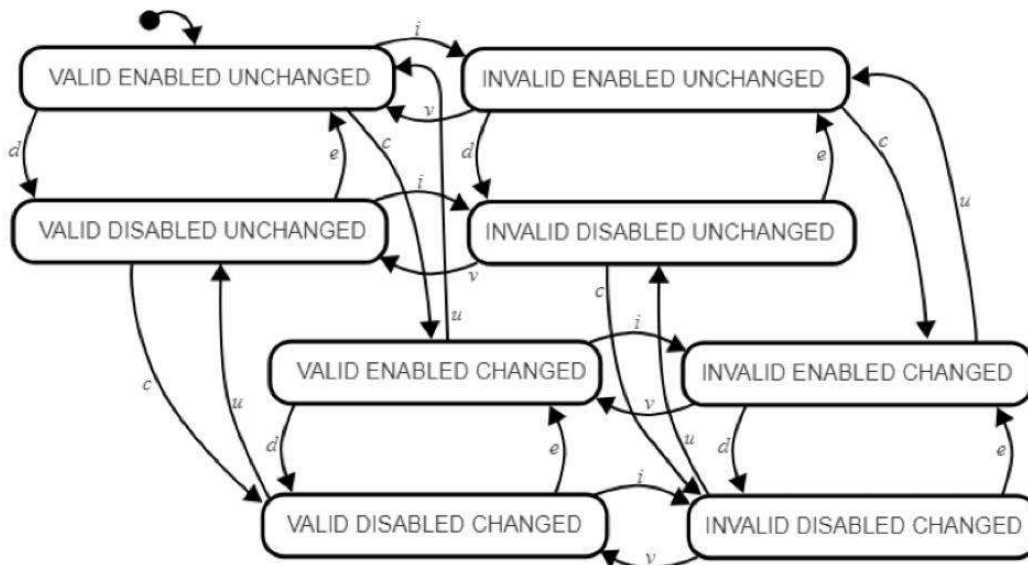 i
VALID ENABLED UNCHANGED
INVALID ENABLED UNCHANGED
v
d
c
e
d
e
c
u
i
VALID DISABLED UNCHANGED
INVALID DISABLED UNCHANGED
v
c
u
i
VALID ENABLED CHANGED
INVALID ENABLED CHANGED
c
u
v
d
e
u
d
e
i
VALID DISABLED CHANGED
INVALID DISABLED CHANGED
v